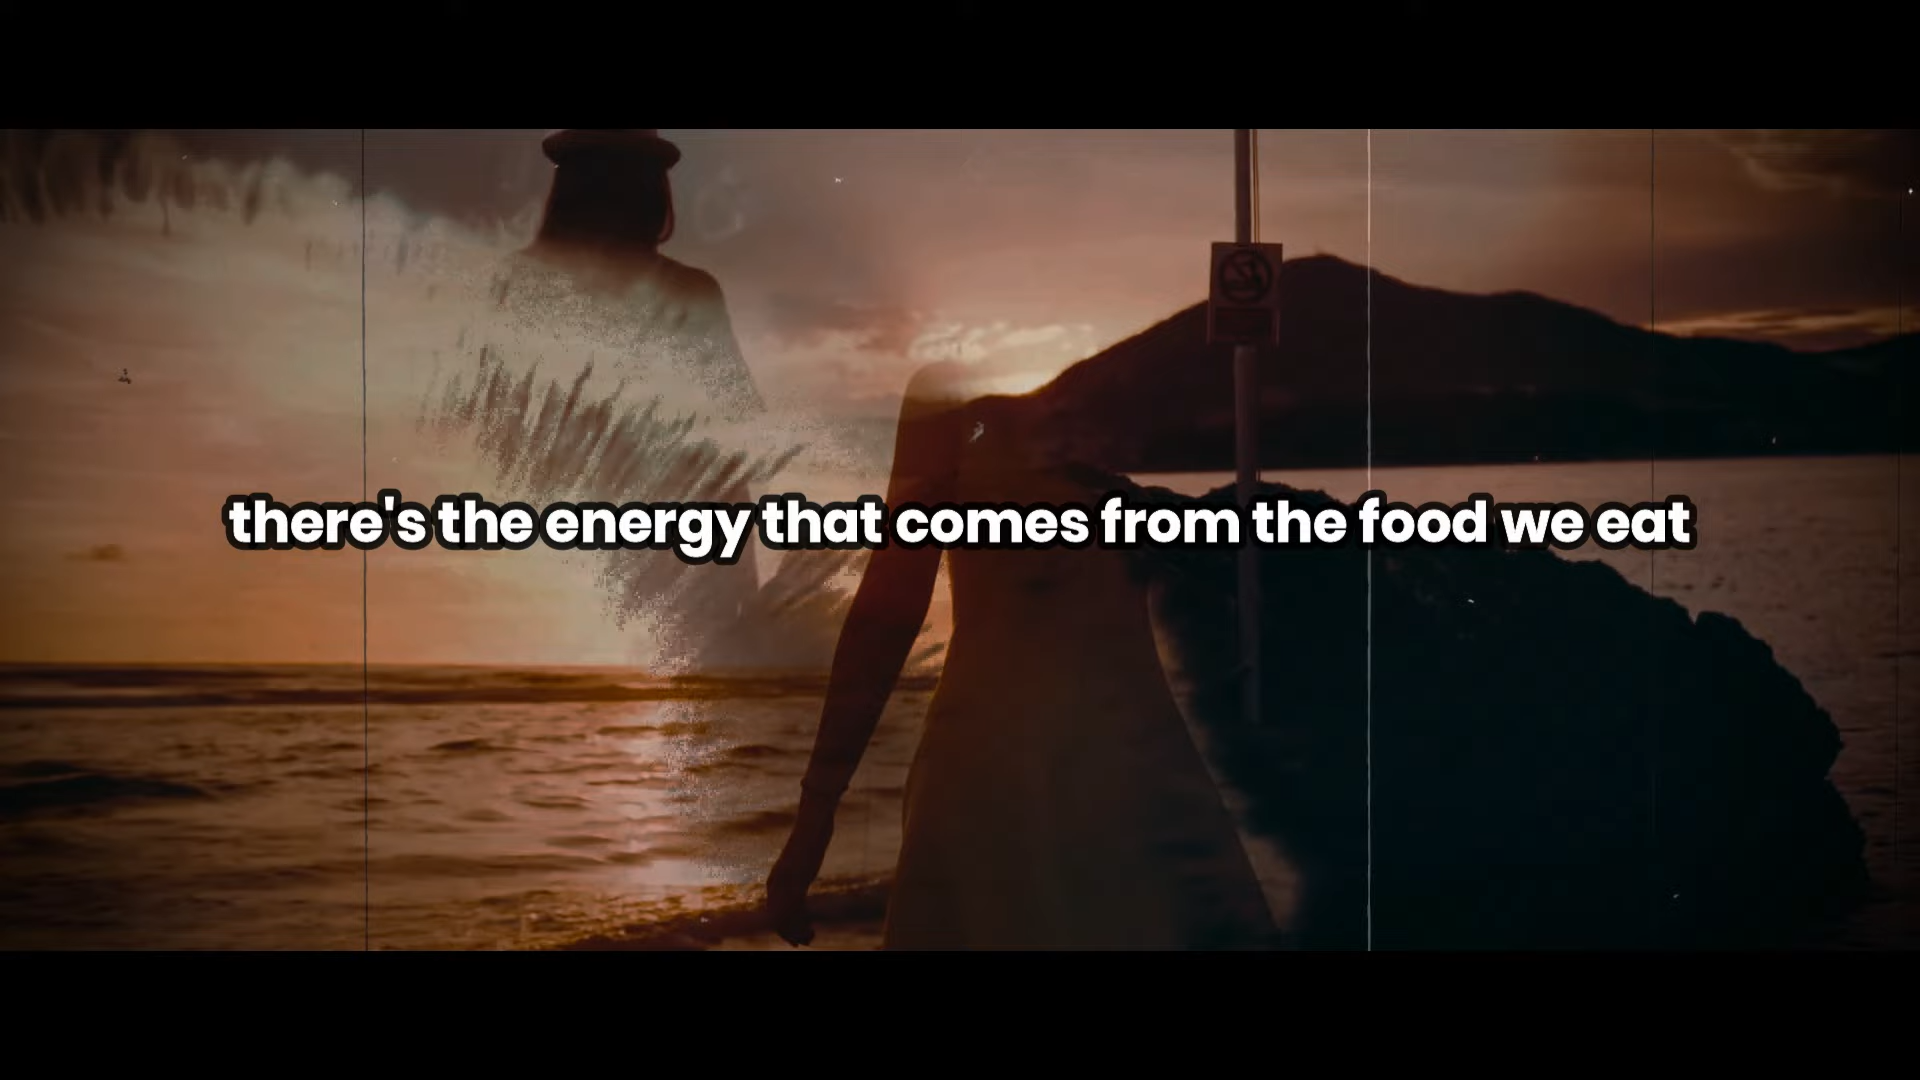 there's the energy that comes from the food we eat